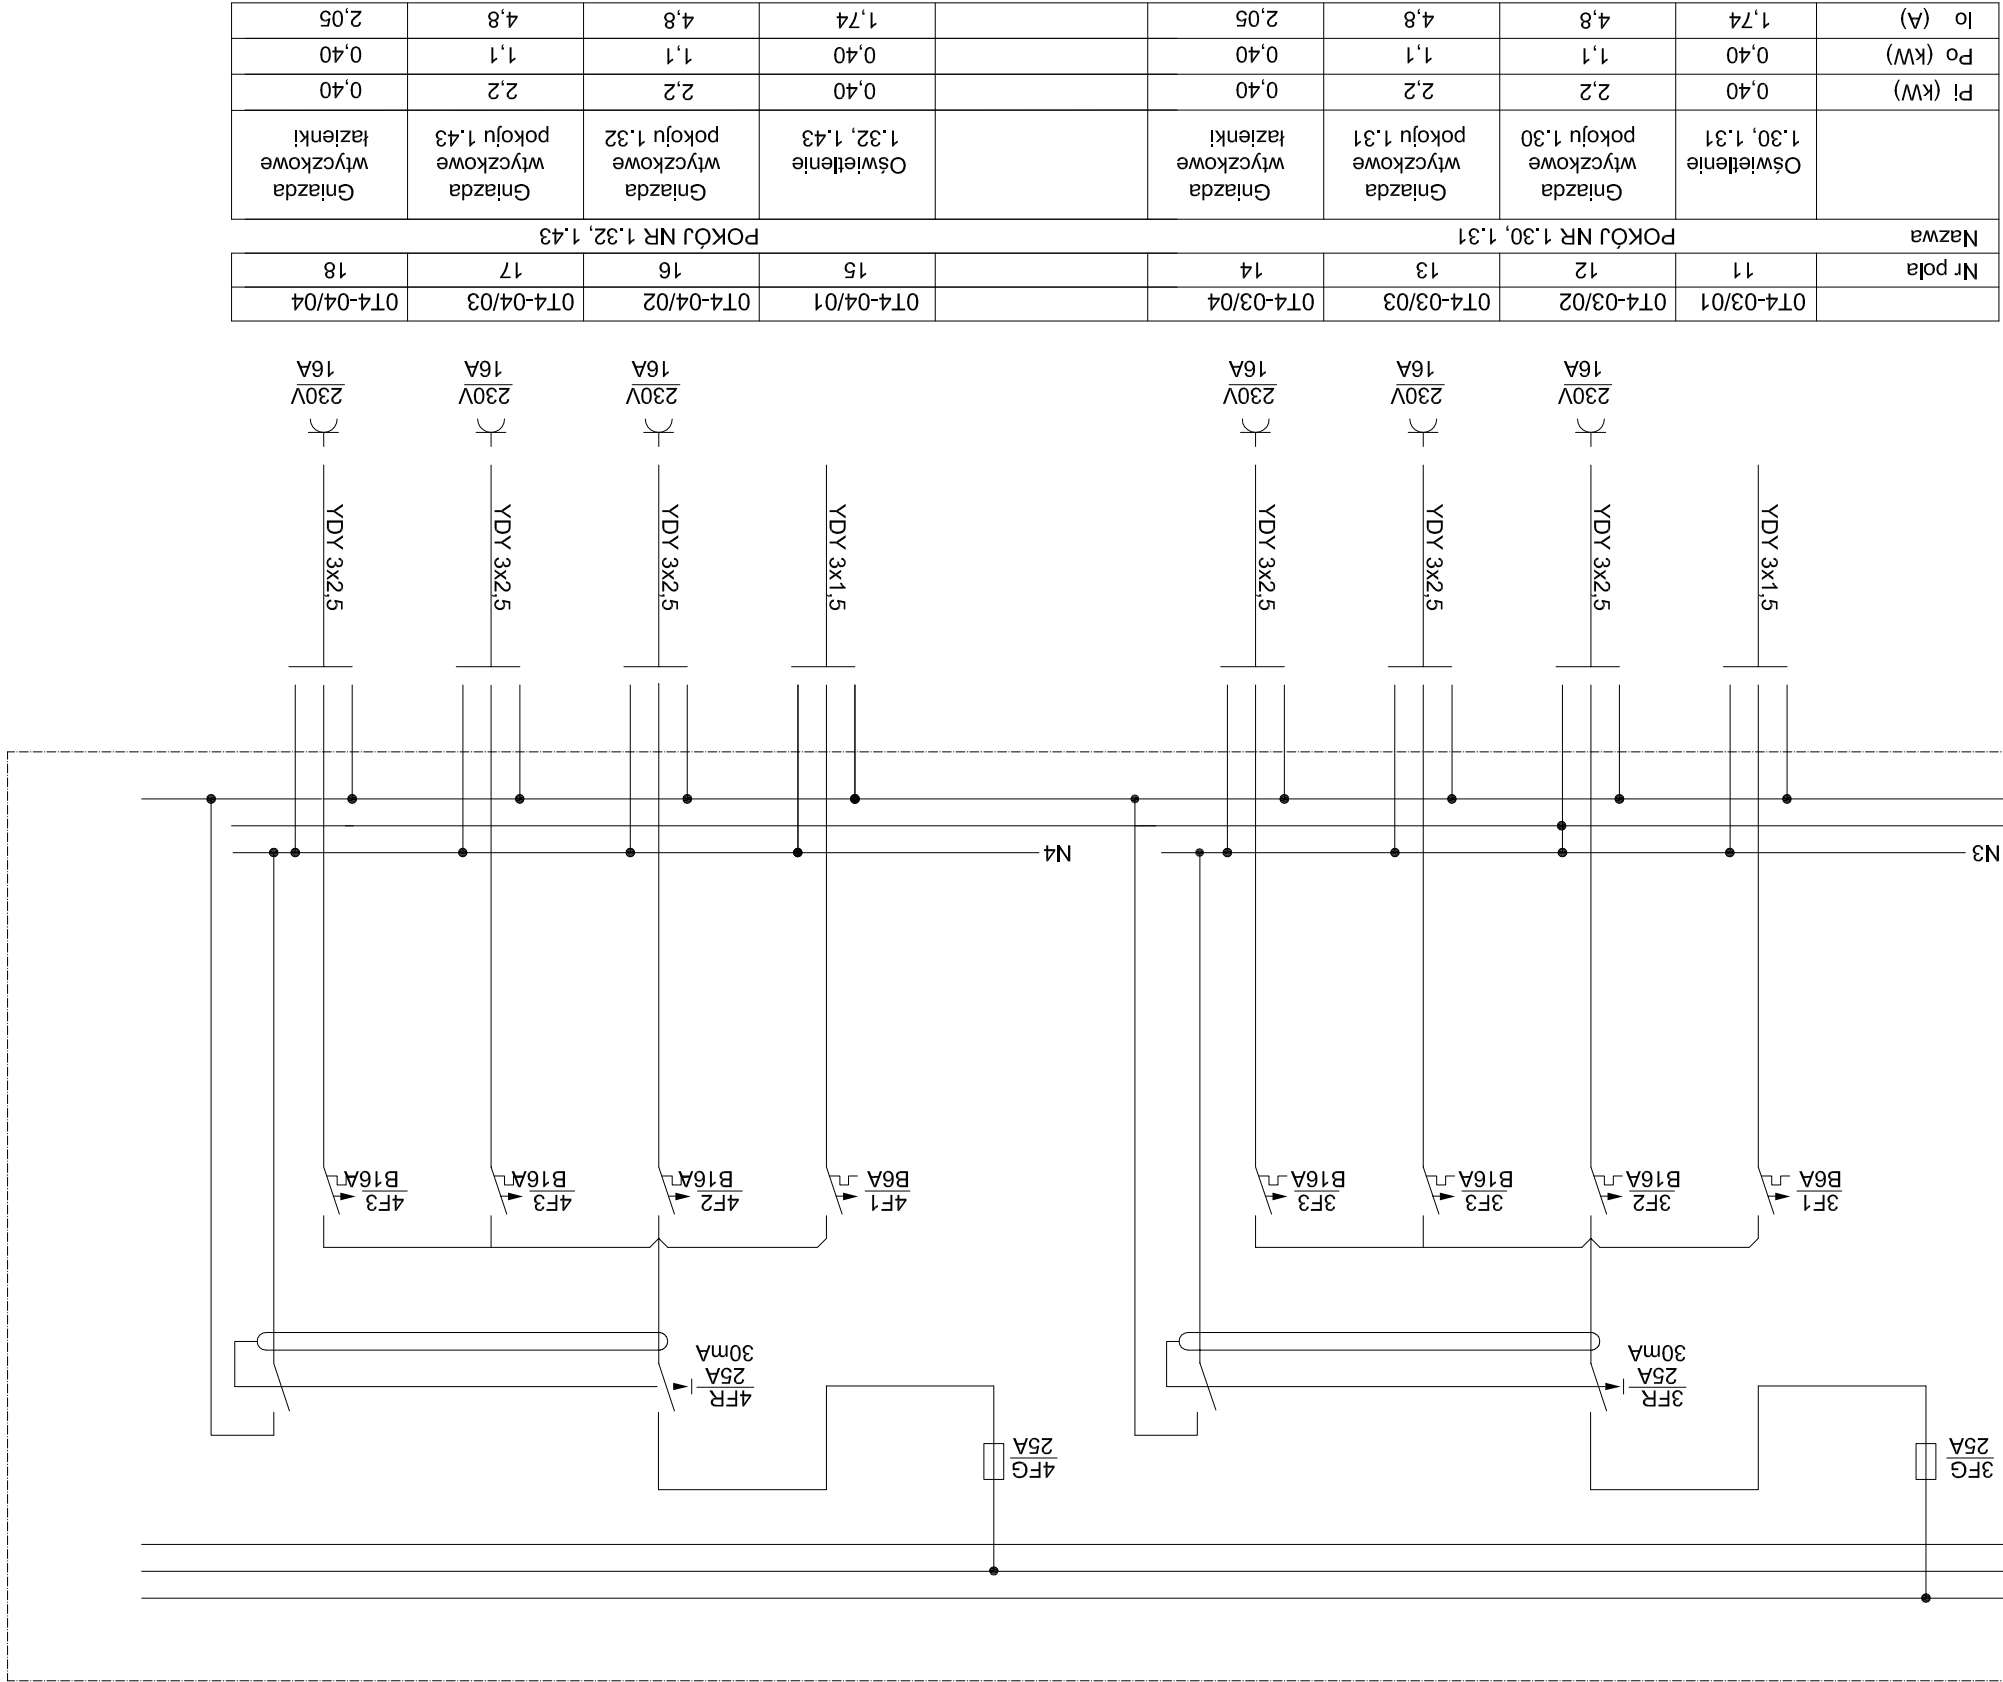 3FG
25A
4FG
25A
3FR
25A
30mA
4FR
25A
30mA
3F1
B6A
3F2
B16A
3F3
B16A
3F3
B16A
4F1
B6A
4F2
B16A
4F3
B16A
4F3
B16A
N3
N4
YDY 3x1,5
YDY 3x2,5
YDY 3x2,5
YDY 3x2,5
YDY 3x1,5
YDY 3x2,5
YDY 3x2,5
YDY 3x2,5
230V
16A
230V
16A
230V
16A
230V
16A
230V
16A
230V
16A
0T4-03/01 0T4-03/02 0T4-03/03 0T4-03/04 0T4-04/01 0T4-04/02 0T4-04/03 0T4-04/04
Nr pola 11 12 13 14 15 16 17 18
Nazwa POKÓJ NR 1.30, 1.31 POKÓJ NR 1.32, 1.43
Oświetlenie
1.30, 1.31
Gniazda
wtyczkowe
pokoju 1.30
Gniazda
wtyczkowe
pokoju 1.31
Gniazda
wtyczkowe
łazienki
Oświetlenie
1.32, 1.43
Gniazda
wtyczkowe
pokoju 1.32
Gniazda
wtyczkowe
pokoju 1.43
Gniazda
wtyczkowe
łazienki
Pi (kW) 0,40 2,2 2,2 0,40 0,40 2,2 2,2 0,40
Po (kW) 0,40 1,1 1,1 0,40 0,40 1,1 1,1 0,40
Io (A) 1,74 4,8 4,8 2,05 1,74 4,8 4,8 2,05